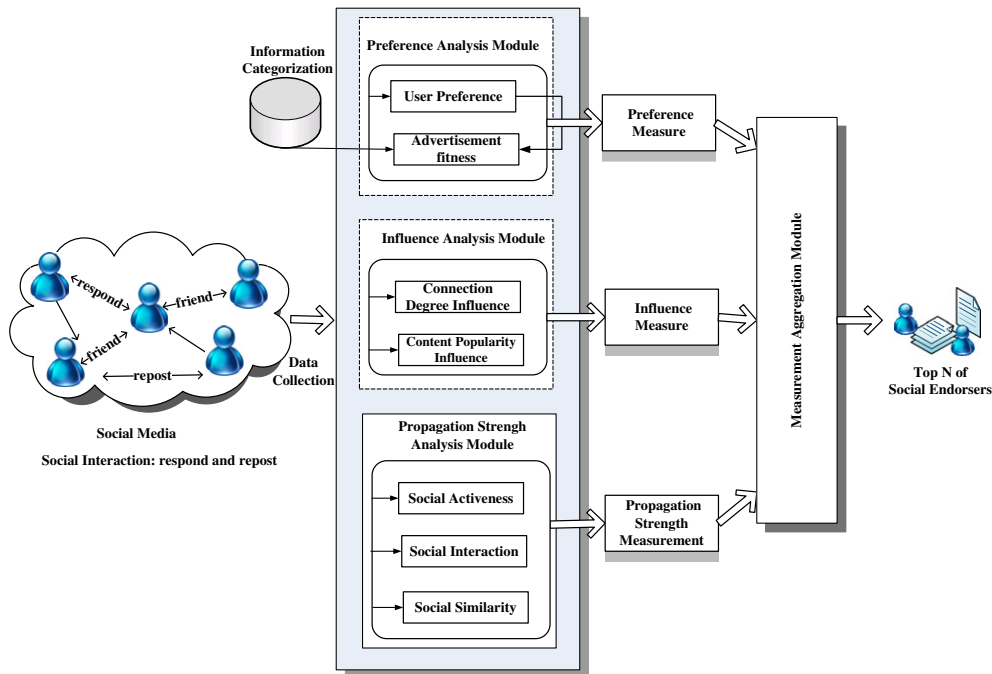 Information
Categorization
Preference Analysis Module
User Preference
Advertisement
fitness
Preference
Measure
Influence Analysis Module
Connection
Degree Influence
Content Popularity
Influence
Influence
Measure
respond
friend
friend
repost
Data
Collection
Social Media
Social Interaction: respond and repost
Propagation Strengh
Analysis Module
Social Activeness
Social Interaction
Social Similarity
Propagation
Strength
Measurement
Measurement Aggregation Module
Top N of
Social Endorsers